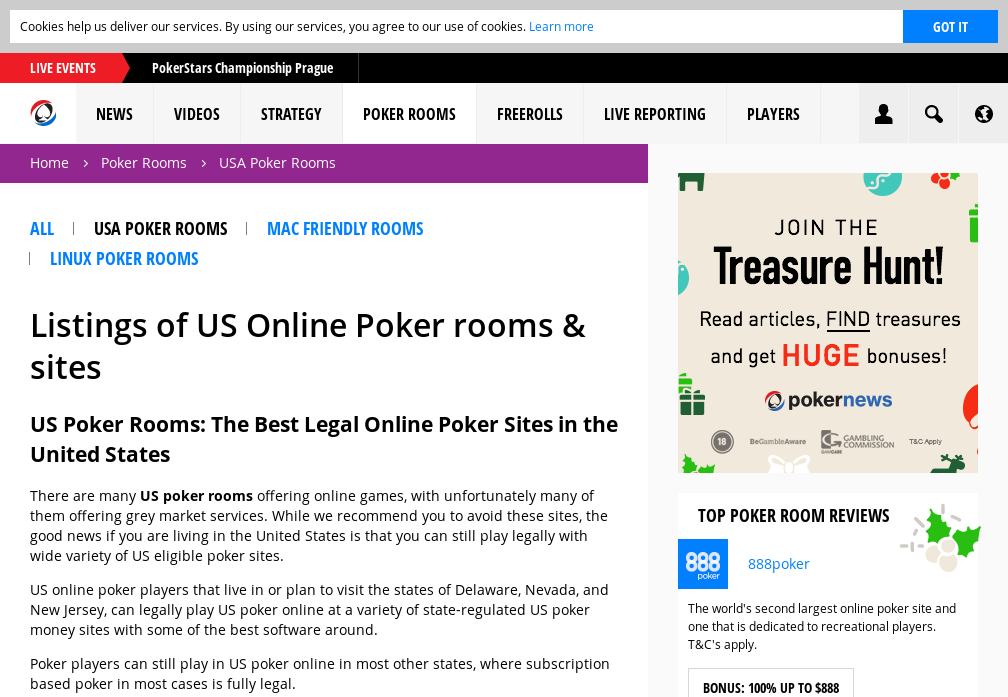 Cookies help us deliver our services. By using our services, you agree to our use of cookies. Learn more
GOT IT
LIVE EVENTS
PokerStars Championship Prague
NEWS
VIDEOS
STRATEGY
POKER ROOMS
FREEROLLS
LIVE REPORTING
PLAYERS
Home > Poker Rooms > USA Poker Rooms
ALL | USA POKER ROOMS | MAC FRIENDLY ROOMS
| LINUX POKER ROOMS
Listings of US Online Poker rooms &
sites
US Poker Rooms: The Best Legal Online Poker Sites in the
United States
There are many US poker rooms offering online games, with unfortunately many of
them offering grey market services. While we recommend you to avoid these sites, the
good news if you are living in the United States is that you can still play legally with
wide variety of US eligible poker sites.
US online poker players that live in or plan to visit the states of Delaware, Nevada, and
New Jersey, can legally play US poker online at a variety of state-regulated US poker
money sites with some of the best software around.
Poker players can still play in US poker online in most other states, where subscription
based poker in most cases is fully legal.
JOIN THE
Treasure Hunt!
Read articles, FIND treasures
and get HUGE bonuses!
pokernews
18
BeGambleAware
GAMBLING
COMMISSION
GAMCARE
T&C Apply
TOP POKER ROOM REVIEWS
888
poker
888poker
The world's second largest online poker site and
one that is dedicated to recreational players.
T&C's apply.
BONUS: 100% UP TO $888